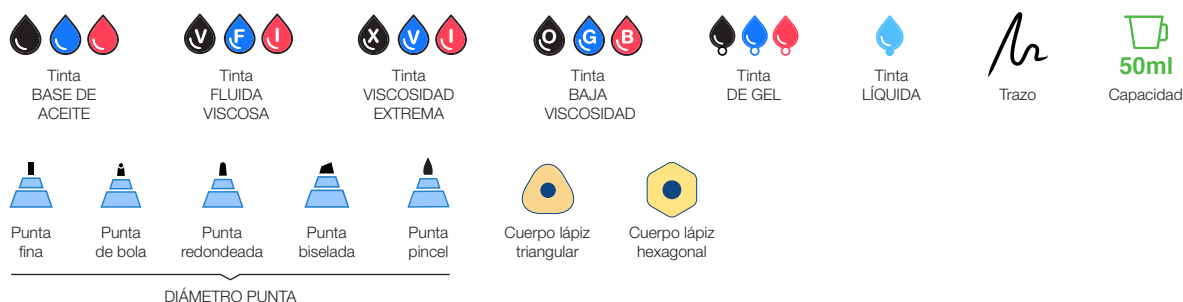 V F I
X V I
O G B
50ml
Tinta
BASE DE
ACEITE
Tinta
FLUIDA
VISCOSA
Tinta
VISCOSIDAD
EXTREMA
Tinta
BAJA
VISCOSIDAD
Tinta
DE GEL
Tinta
LÍQUIDA
Trazo
Capacidad
Punta
fina
Punta
de bola
Punta
redondeada
Punta
biselada
Punta
pincel
Cuerpo lápiz
triangular
Cuerpo lápiz
hexagonal
DIÁMETRO PUNTA